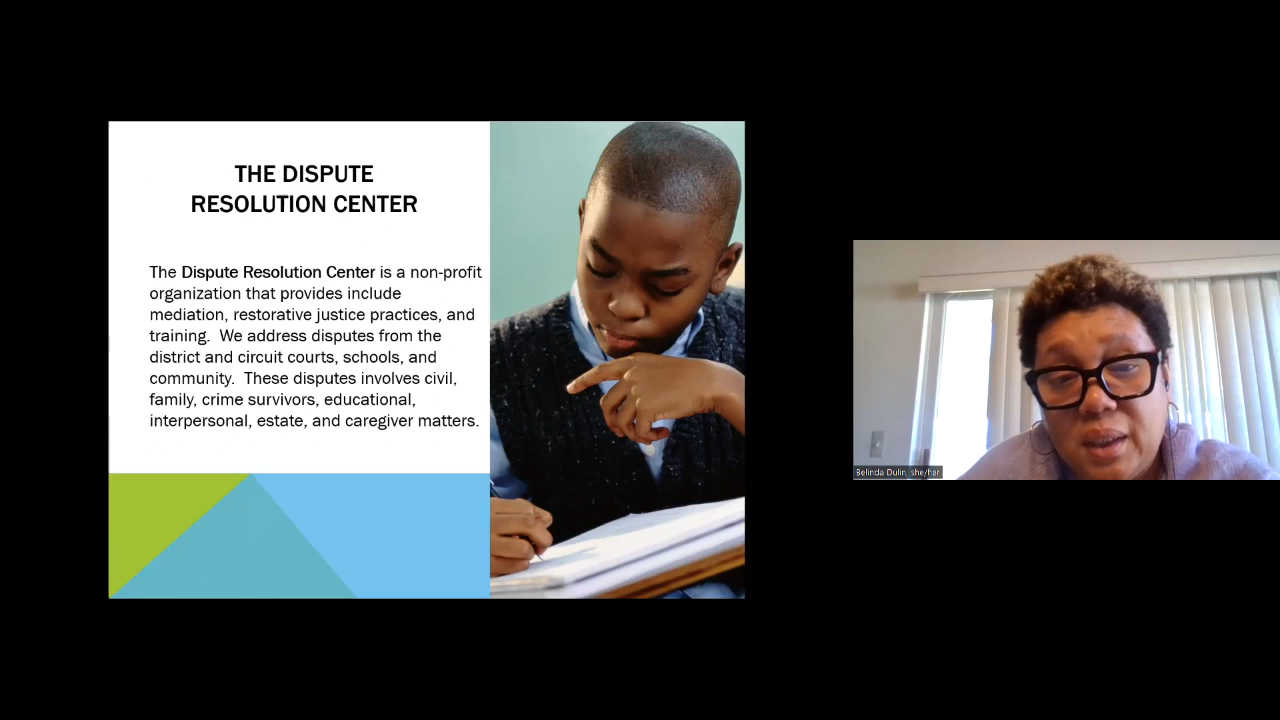 THE DISPUTE
RESOLUTION CENTER
The Dispute Resolution Center is a non-profit
organization that provides include
mediation, restorative justice practices, and
training.  We address disputes from the
district and circuit courts, schools, and
community.  These disputes involves civil,
family, crime survivors, educational,
interpersonal, estate, and caregiver matters.
Belinda Dulin, she/her